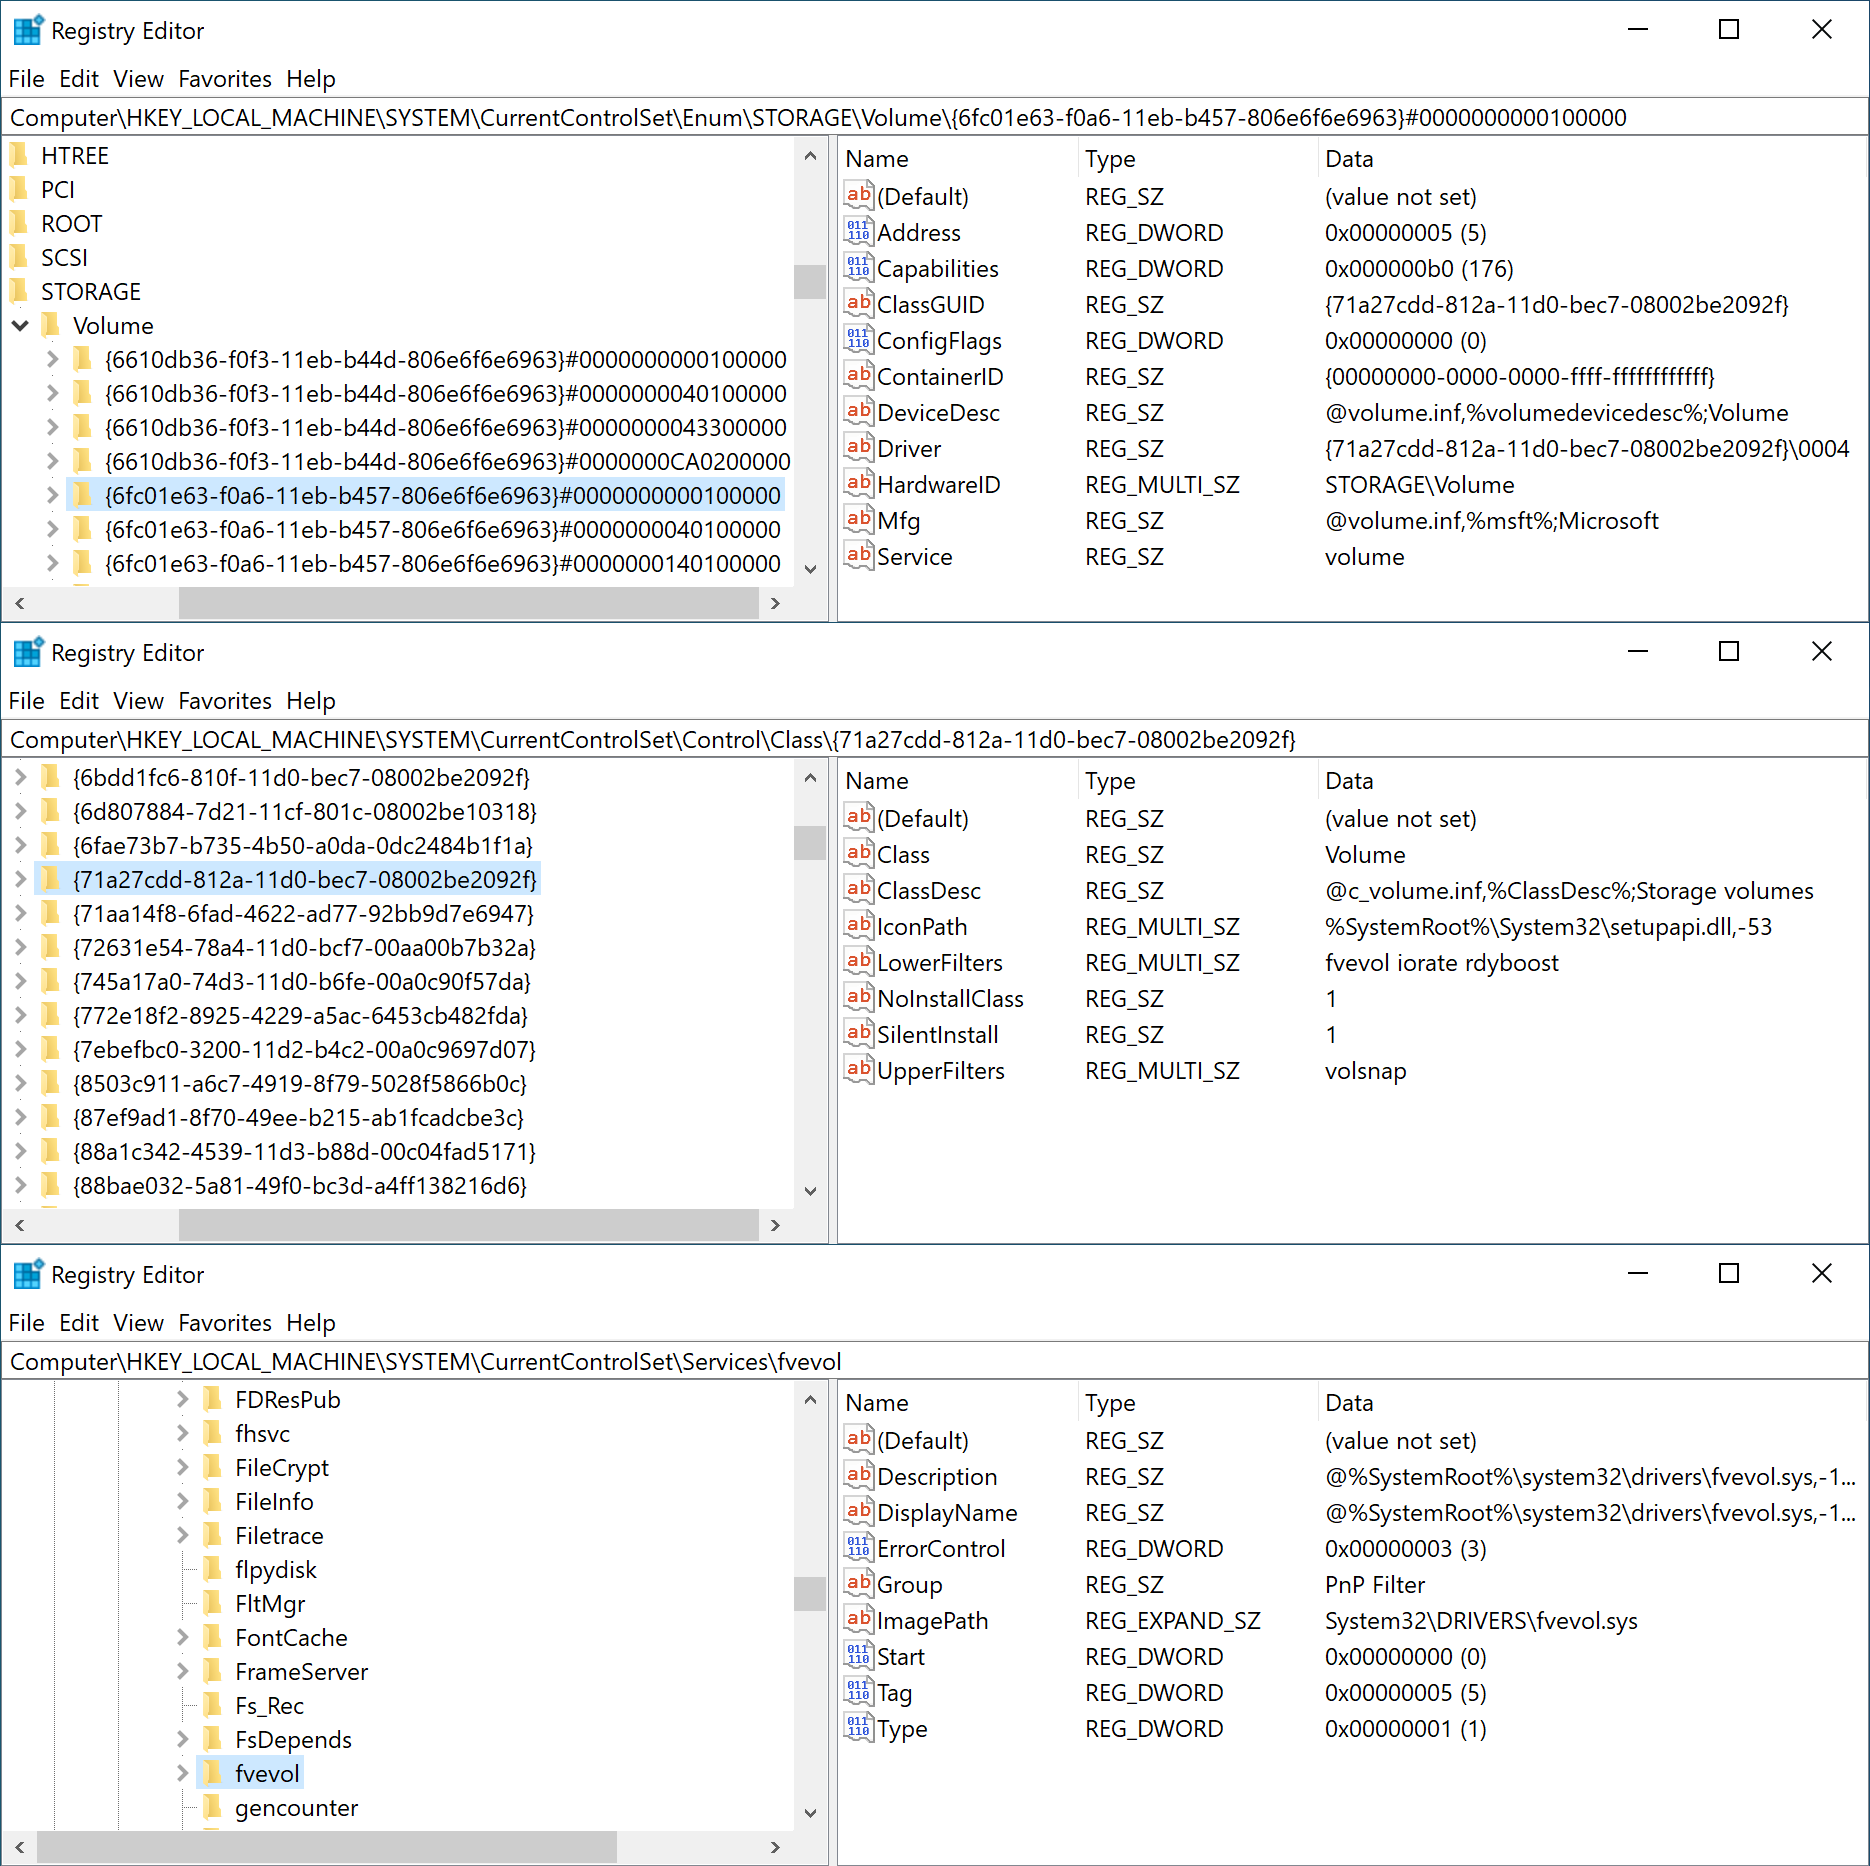 Registry Editor
File Edit View Favorites Help
Computer\HKEY_LOCAL_MACHINE\SYSTEM\CurrentControlSet\Enum\STORAGE\Volume\{6fc01e63-f0a6-11eb-b457-806e6f6e6963}#0000000000100000
HTREE
PCI
ROOT
SCSI
STORAGE
Volume
{6610db36-f0f3-11eb-b44d-806e6f6e6963}#0000000000100000
{6610db36-f0f3-11eb-b44d-806e6f6e6963}#0000000040100000
{6610db36-f0f3-11eb-b44d-806e6f6e6963}#0000000043300000
{6610db36-f0f3-11eb-b44d-806e6f6e6963}#0000000CA0200000
{6fc01e63-f0a6-11eb-b457-806e6f6e6963}#0000000000100000
{6fc01e63-f0a6-11eb-b457-806e6f6e6963}#0000000040100000
{6fc01e63-f0a6-11eb-b457-806e6f6e6963}#0000000140100000
Name Type Data
(Default) REG_SZ (value not set)
Address REG_DWORD 0x00000005 (5)
Capabilities REG_DWORD 0x000000b0 (176)
ClassGUID REG_SZ {71a27cdd-812a-11d0-bec7-08002be2092f}
ConfigFlags REG_DWORD 0x00000000 (0)
ContainerID REG_SZ {00000000-0000-0000-ffff-ffffffffffff}
DeviceDesc REG_SZ @volume.inf,%volumedevicedesc%;Volume
Driver REG_SZ {71a27cdd-812a-11d0-bec7-08002be2092f}\0004
HardwareID REG_MULTI_SZ STORAGE\Volume
Mfg REG_SZ @volume.inf,%msft%;Microsoft
Service REG_SZ volume
Registry Editor
File Edit View Favorites Help
Computer\HKEY_LOCAL_MACHINE\SYSTEM\CurrentControlSet\Control\Class\{71a27cdd-812a-11d0-bec7-08002be2092f}
{6bdd1fc6-810f-11d0-bec7-08002be2092f}
{6d807884-7d21-11cf-801c-08002be10318}
{6fae73b7-b735-4b50-a0da-0dc2484b1f1a}
{71a27cdd-812a-11d0-bec7-08002be2092f}
{71aa14f8-6fad-4622-ad77-92bb9d7e6947}
{72631e54-78a4-11d0-bcf7-00aa00b7b32a}
{745a17a0-74d3-11d0-b6fe-00a0c90f57da}
{772e18f2-8925-4229-a5ac-6453cb482fda}
{7ebefbc0-3200-11d2-b4c2-00a0c9697d07}
{8503c911-a6c7-4919-8f79-5028f5866b0c}
{87ef9ad1-8f70-49ee-b215-ab1fcadcbe3c}
{88a1c342-4539-11d3-b88d-00c04fad5171}
{88bae032-5a81-49f0-bc3d-a4ff138216d6}
Name Type Data
(Default) REG_SZ (value not set)
Class REG_SZ Volume
ClassDesc REG_SZ @c_volume.inf,%ClassDesc%;Storage volumes
IconPath REG_MULTI_SZ %SystemRoot%\System32\setupapi.dll,-53
LowerFilters REG_MULTI_SZ fvevol iorate rdyboost
NoInstallClass REG_SZ 1
SilentInstall REG_SZ 1
UpperFilters REG_MULTI_SZ volsnap
Registry Editor
File Edit View Favorites Help
Computer\HKEY_LOCAL_MACHINE\SYSTEM\CurrentControlSet\Services\fvevol
FDResPub
fhsvc
FileCrypt
FileInfo
Filetrace
flpydisk
FltMgr
FontCache
FrameServer
Fs_Rec
FsDepends
fvevol
gencounter
Name Type Data
(Default) REG_SZ (value not set)
Description REG_SZ @%SystemRoot%\system32\drivers\fvevol.sys,-1...
DisplayName REG_SZ @%SystemRoot%\system32\drivers\fvevol.sys,-1...
ErrorControl REG_DWORD 0x00000003 (3)
Group REG_SZ PnP Filter
ImagePath REG_EXPAND_SZ System32\DRIVERS\fvevol.sys
Start REG_DWORD 0x00000000 (0)
Tag REG_DWORD 0x00000005 (5)
Type REG_DWORD 0x00000001 (1)